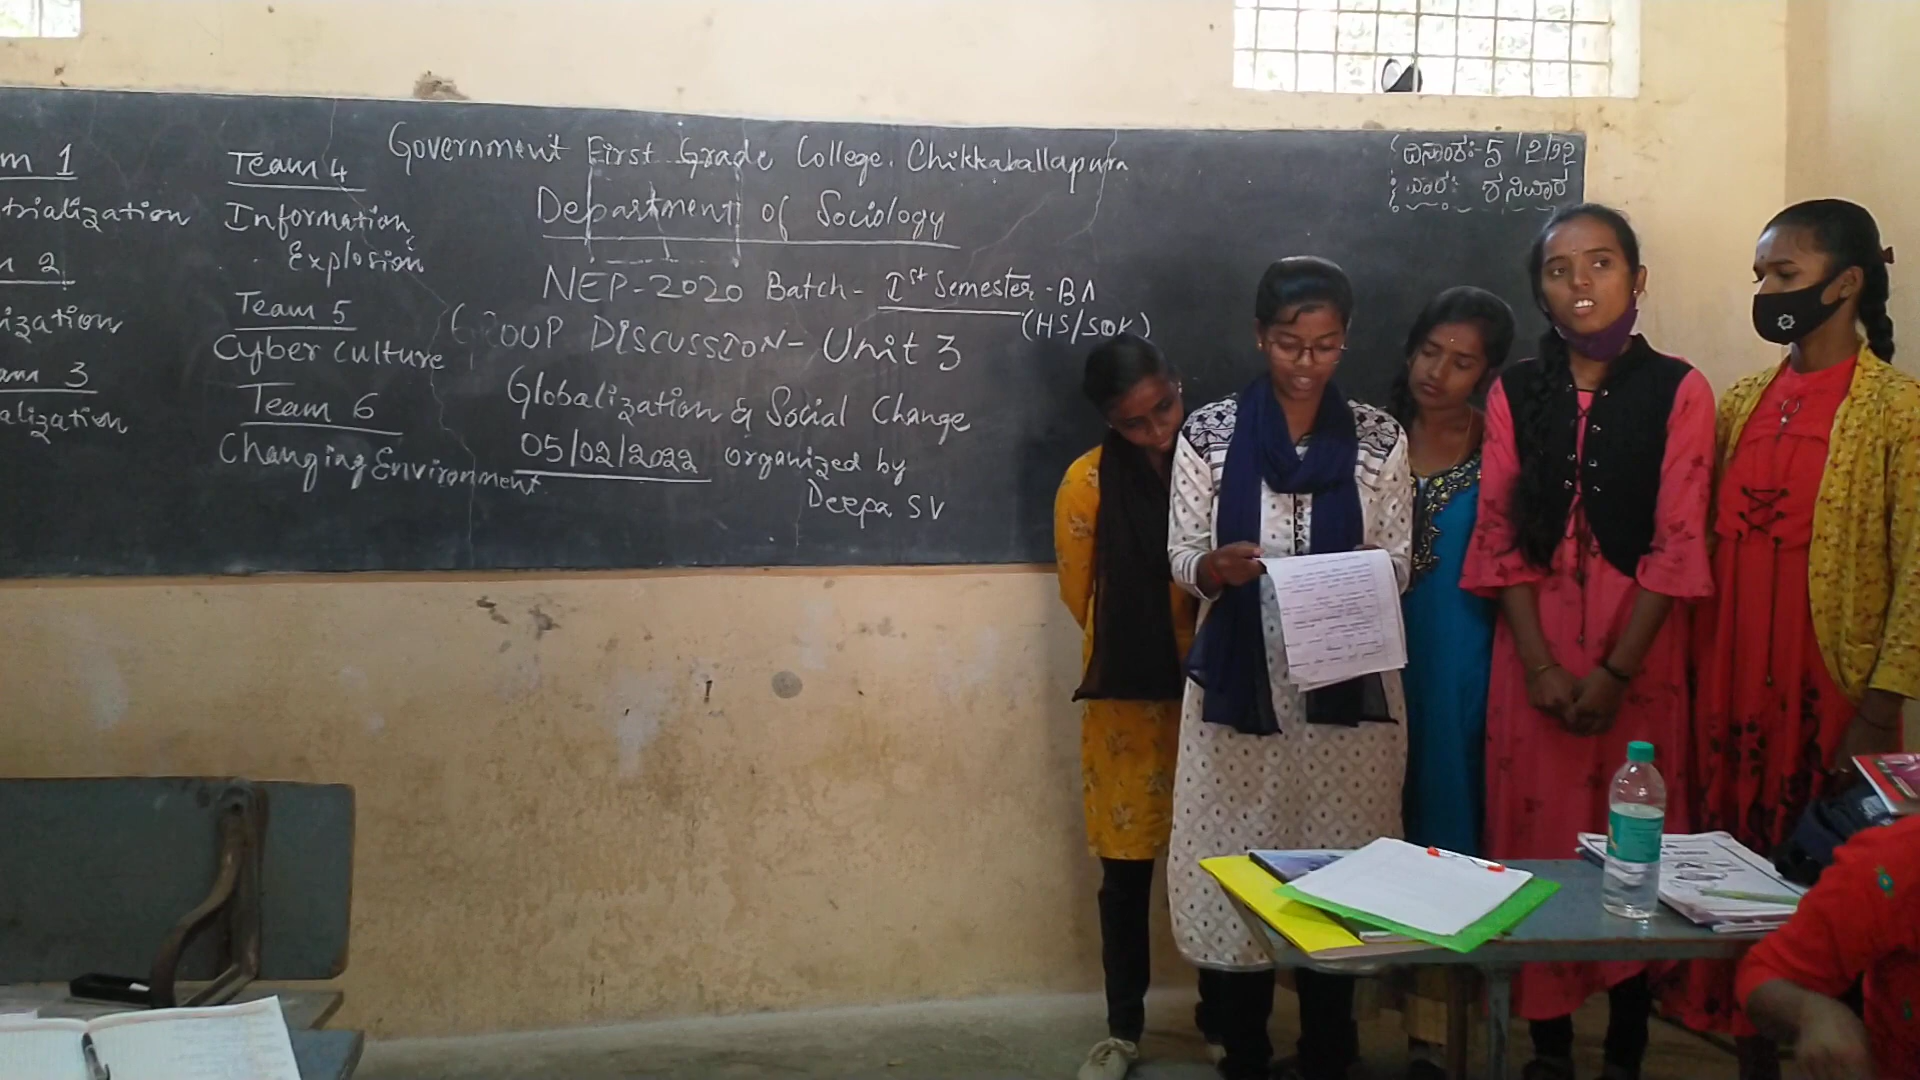 m 1
trialization
n 2
ization
am 3
alization
Team 4
Information
Explosion
Team 5
Cyber culture
Team 6
Changing Environment
Government First Grade College. Chikkaballapura
Department of Sociology
NEP-2020 Batch - Ist Semester - BA
(HS/SOK)
GROUP DISCUSSION - Unit 3
Globalization & Social Change
05/02/2022 organized by
Deepa SV
ದಿನಾಂಕ:- 5/2/22
ವಾರ: ಶನಿವಾರ